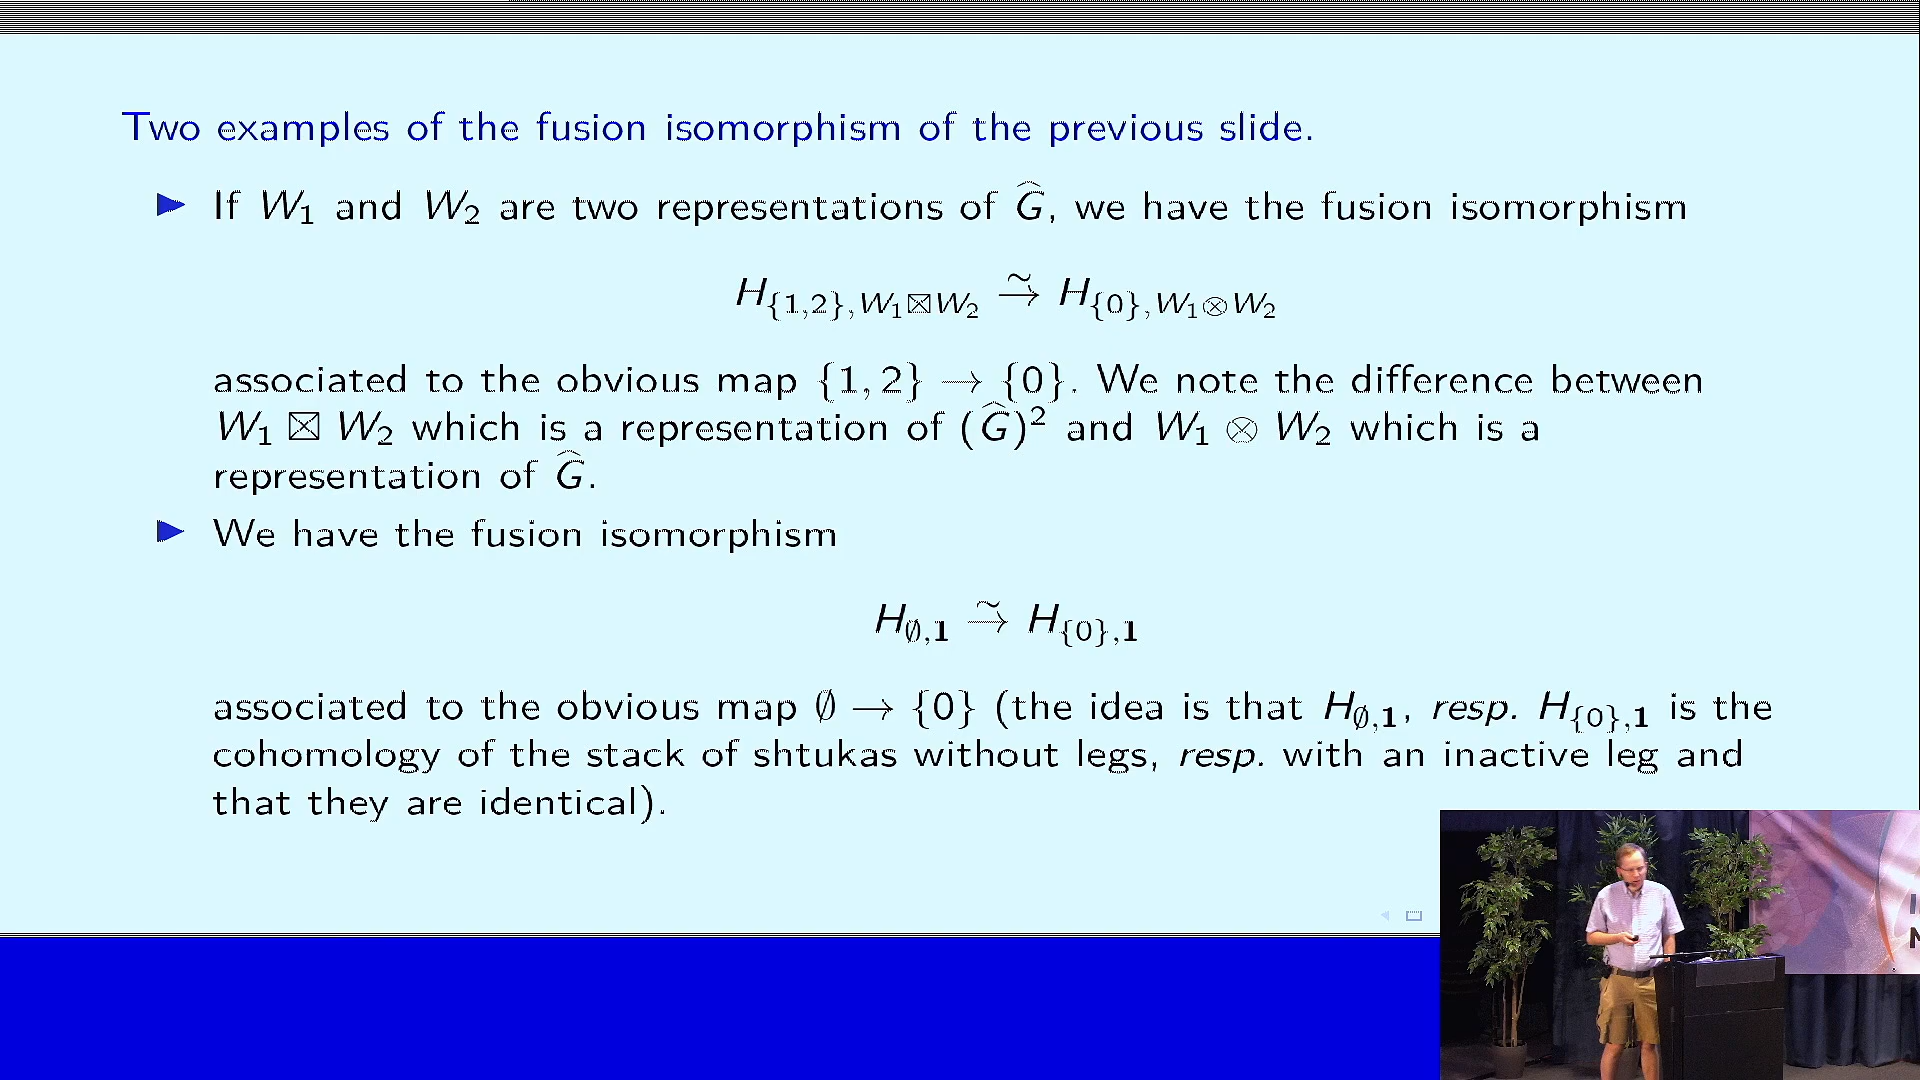 Two examples of the fusion isomorphism of the previous slide.
▶ If W₁ and W₂ are two representations of Ĝ, we have the fusion isomorphism
H_{{1,2},W₁⊠W₂} ⥲ H_{{0},W₁⊗W₂}
associated to the obvious map {1, 2} → {0}. We note the difference between
W₁ ⊠ W₂ which is a representation of (Ĝ)² and W₁ ⊗ W₂ which is a
representation of Ĝ.
▶ We have the fusion isomorphism
H_{∅,𝟏} ⥲ H_{{0},𝟏}
associated to the obvious map ∅ → {0} (the idea is that H_{∅,𝟏}, resp. H_{{0},𝟏} is the
cohomology of the stack of shtukas without legs, resp. with an inactive leg and
that they are identical).